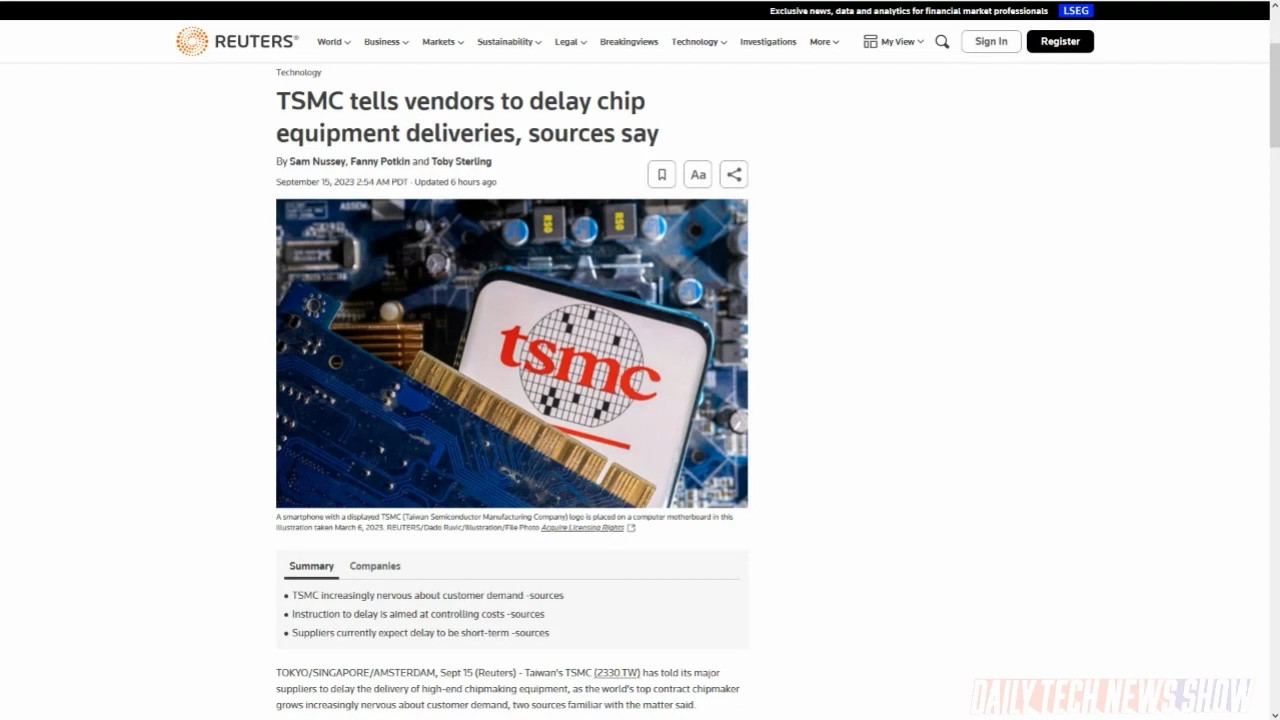 Exclusive news, data and analytics for financial market professionals LSEG
REUTERS® World Business Markets Sustainability Legal Breakingviews Technology Investigations More My View Sign In Register
Technology
TSMC tells vendors to delay chip
equipment deliveries, sources say
By Sam Nussey, Fanny Potkin and Toby Sterling
September 15, 2023 2:54 AM PDT · Updated 6 hours ago
Aa
ASSEM
R50
R50
tsmc
A smartphone with a displayed TSMC (Taiwan Semiconductor Manufacturing Company) logo is placed on a computer motherboard in this
illustration taken March 6, 2023. REUTERS/Dado Ruvic/Illustration/File Photo Acquire Licensing Rights
Summary Companies
• TSMC increasingly nervous about customer demand -sources
• Instruction to delay is aimed at controlling costs -sources
• Suppliers currently expect delay to be short-term -sources
TOKYO/SINGAPORE/AMSTERDAM, Sept 15 (Reuters) - Taiwan's TSMC (2330.TW) has told its major
suppliers to delay the delivery of high-end chipmaking equipment, as the world's top contract chipmaker
grows increasingly nervous about customer demand, two sources familiar with the matter said.
DAILY TECH NEWS SHOW